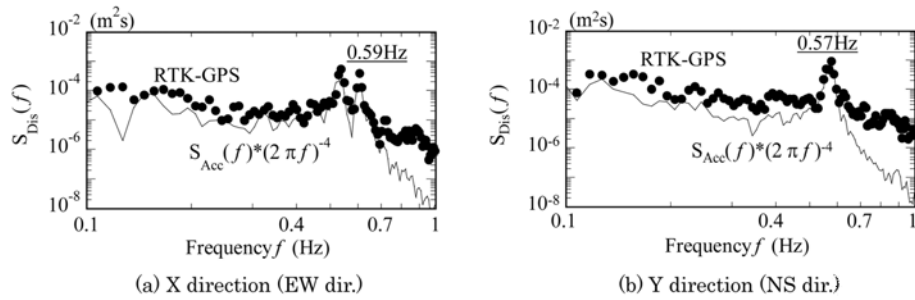 10⁻² (m²s)
0.59Hz
RTK-GPS
10⁻⁴
S_Dis(f)
10⁻⁶
S_Acc(f)*(2πf)⁻⁴
10⁻⁸
0.1 0.4 0.7 1
Frequency f (Hz)
(a) X direction (EW dir.)
10⁻² (m²s)
0.57Hz
RTK-GPS
10⁻⁴
S_Dis(f)
10⁻⁶
S_Acc(f)*(2πf)⁻⁴
10⁻⁸
0.1 0.4 0.7 1
Frequency f (Hz)
(b) Y direction (NS dir.)